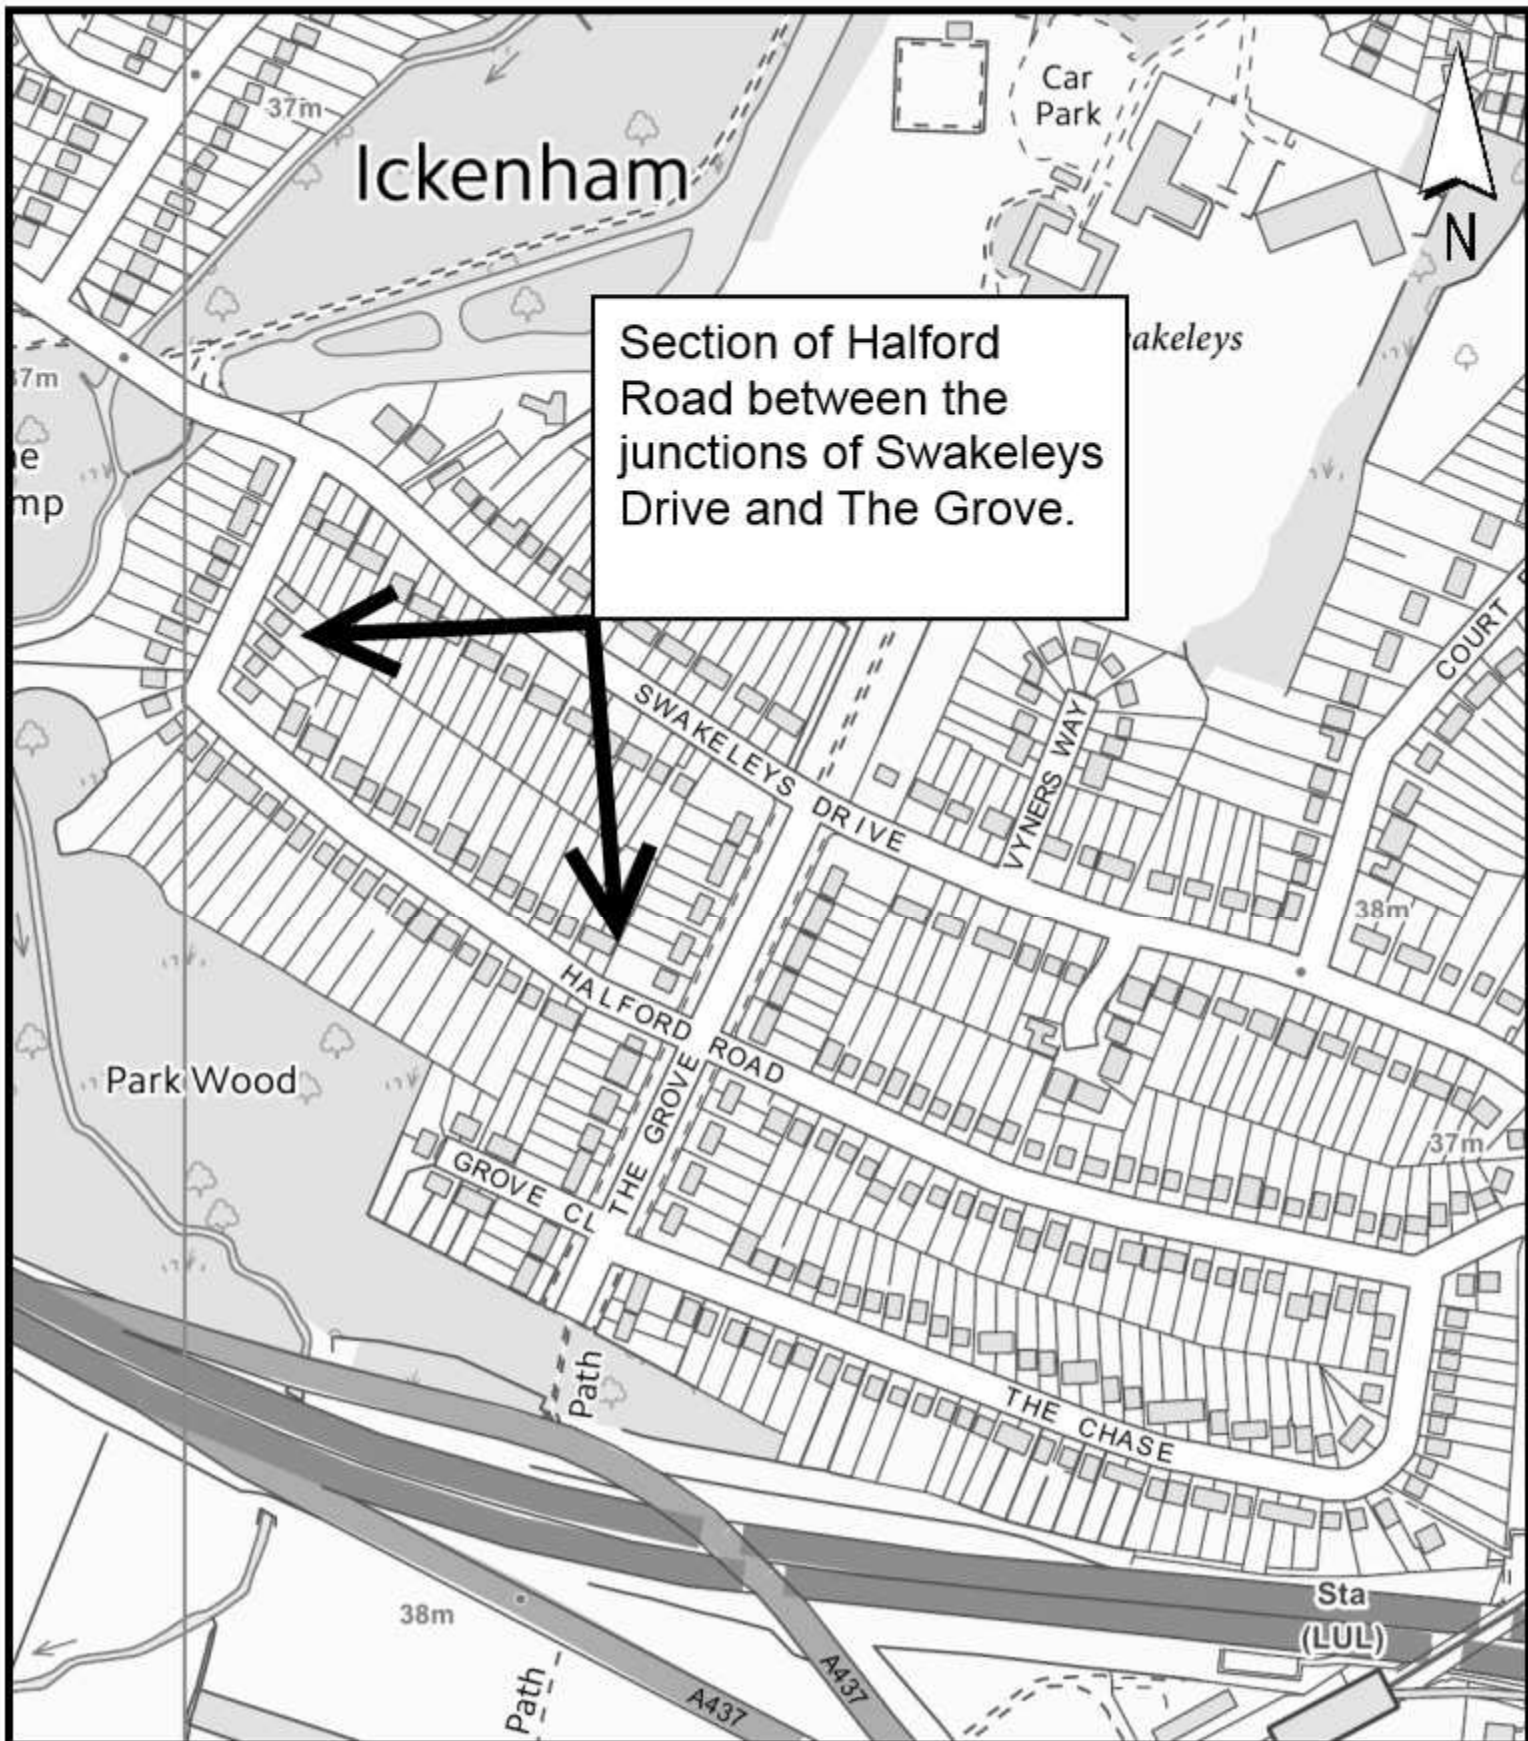 37m
Ickenham
Car
Park
N
Section of Halford
Road between the
junctions of Swakeleys
Drive and The Grove.
akeleys
37m
e
mp
COURT
SWAKELEYS DRIVE
VYNERS WAY
38m
HALFORD ROAD
Park Wood
THE GROVE
37m
GROVE CL
Path
THE CHASE
Sta
(LUL)
38m
A437
A437
Path